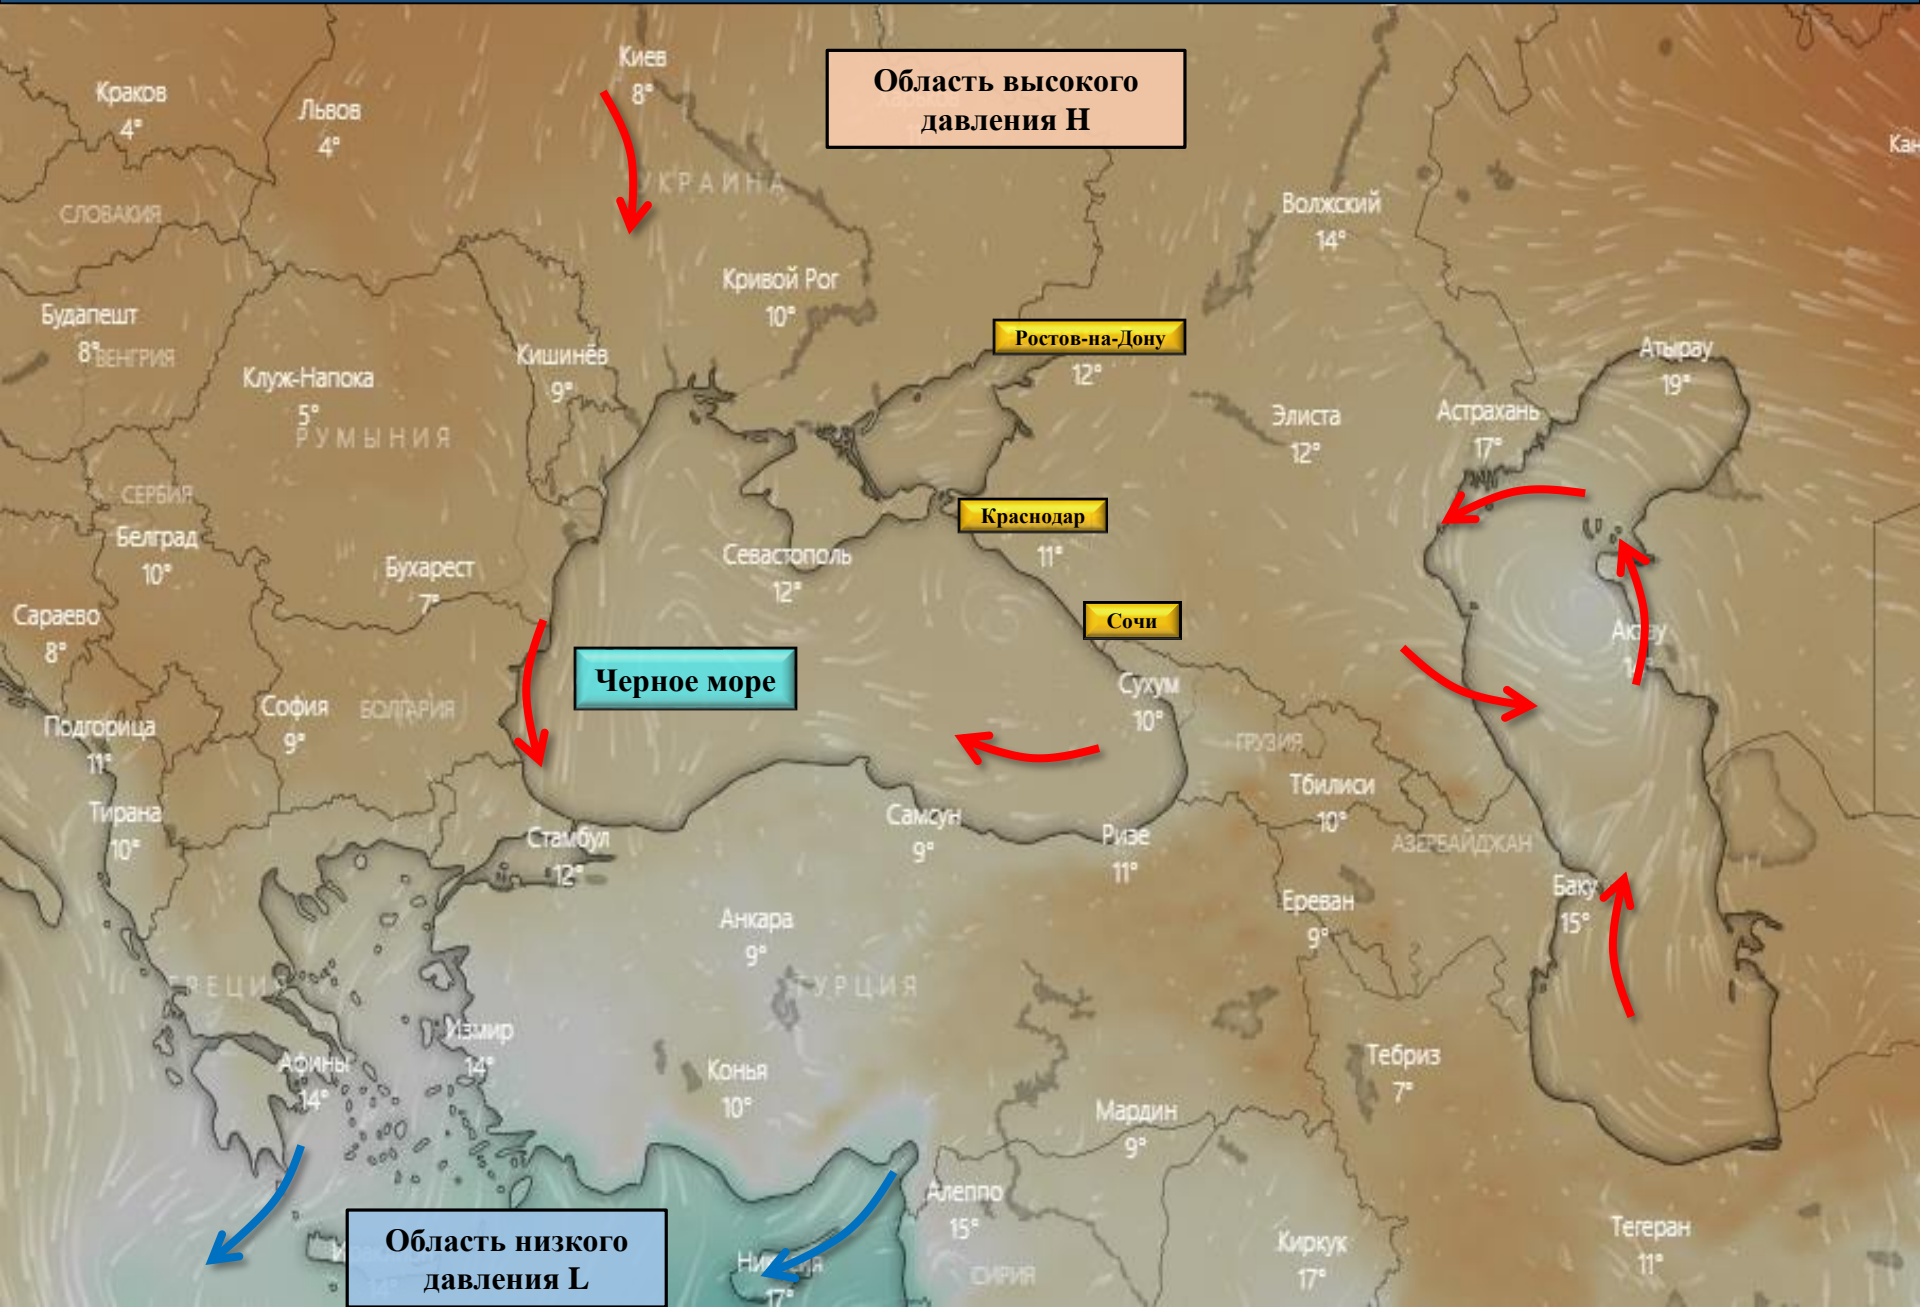 Киев
8°
Область высокого
давления H
Краков
4°
Львов
4°
УКРАИНА
СЛОВАКИЯ
Волжский
14°
Кривой Рог
10°
Будапешт
8°
ВЕНГРИЯ
Ростов-на-Дону
12°
Атырау
19°
Кишинёв
9°
Клуж-Напока
5°
РУМЫНИЯ
Элиста
12°
Астрахань
17°
СЕРБИЯ
Краснодар
11°
Белград
10°
Бухарест
7°
Севастополь
12°
Сараево
8°
Сочи
Актау
Черное море
Сухум
10°
София
9°
БОЛГАРИЯ
Подгорица
11°
ГРУЗИЯ
Тбилиси
10°
Тирана
10°
Стамбул
12°
Самсун
9°
Ризе
11°
АЗЕРБАЙДЖАН
Баку
15°
Ереван
9°
Анкара
9°
ГРЕЦИЯ
ТУРЦИЯ
Измир
14°
Афины
14°
Конья
10°
Тебриз
7°
Мардин
9°
Алеппо
15°
Область низкого
давления L
Никосия
17°
СИРИЯ
Киркук
17°
Тегеран
11°